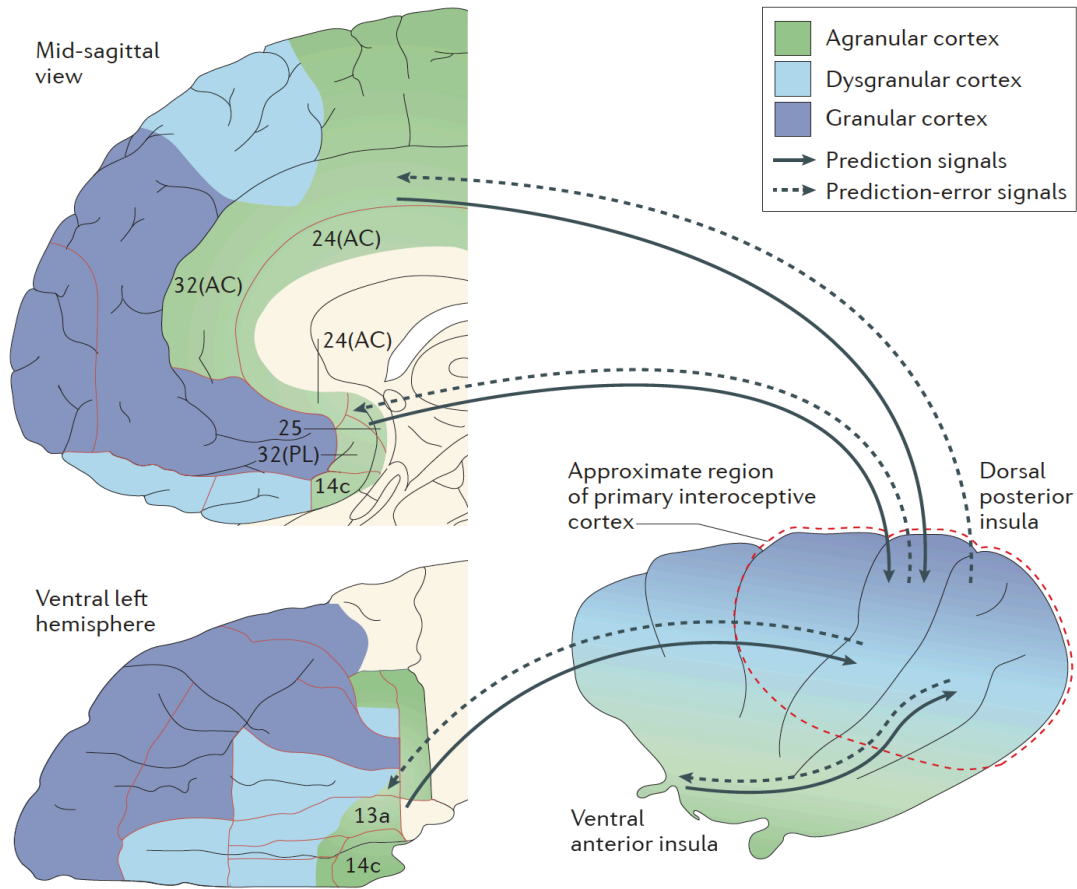 Mid-sagittal
view
Agranular cortex
Dysgranular cortex
Granular cortex
Prediction signals
Prediction-error signals
24(AC)
32(AC)
24(AC)
25
32(PL)
14c
Approximate region
of primary interoceptive
cortex
Dorsal
posterior
insula
Ventral left
hemisphere
13a
14c
Ventral
anterior insula